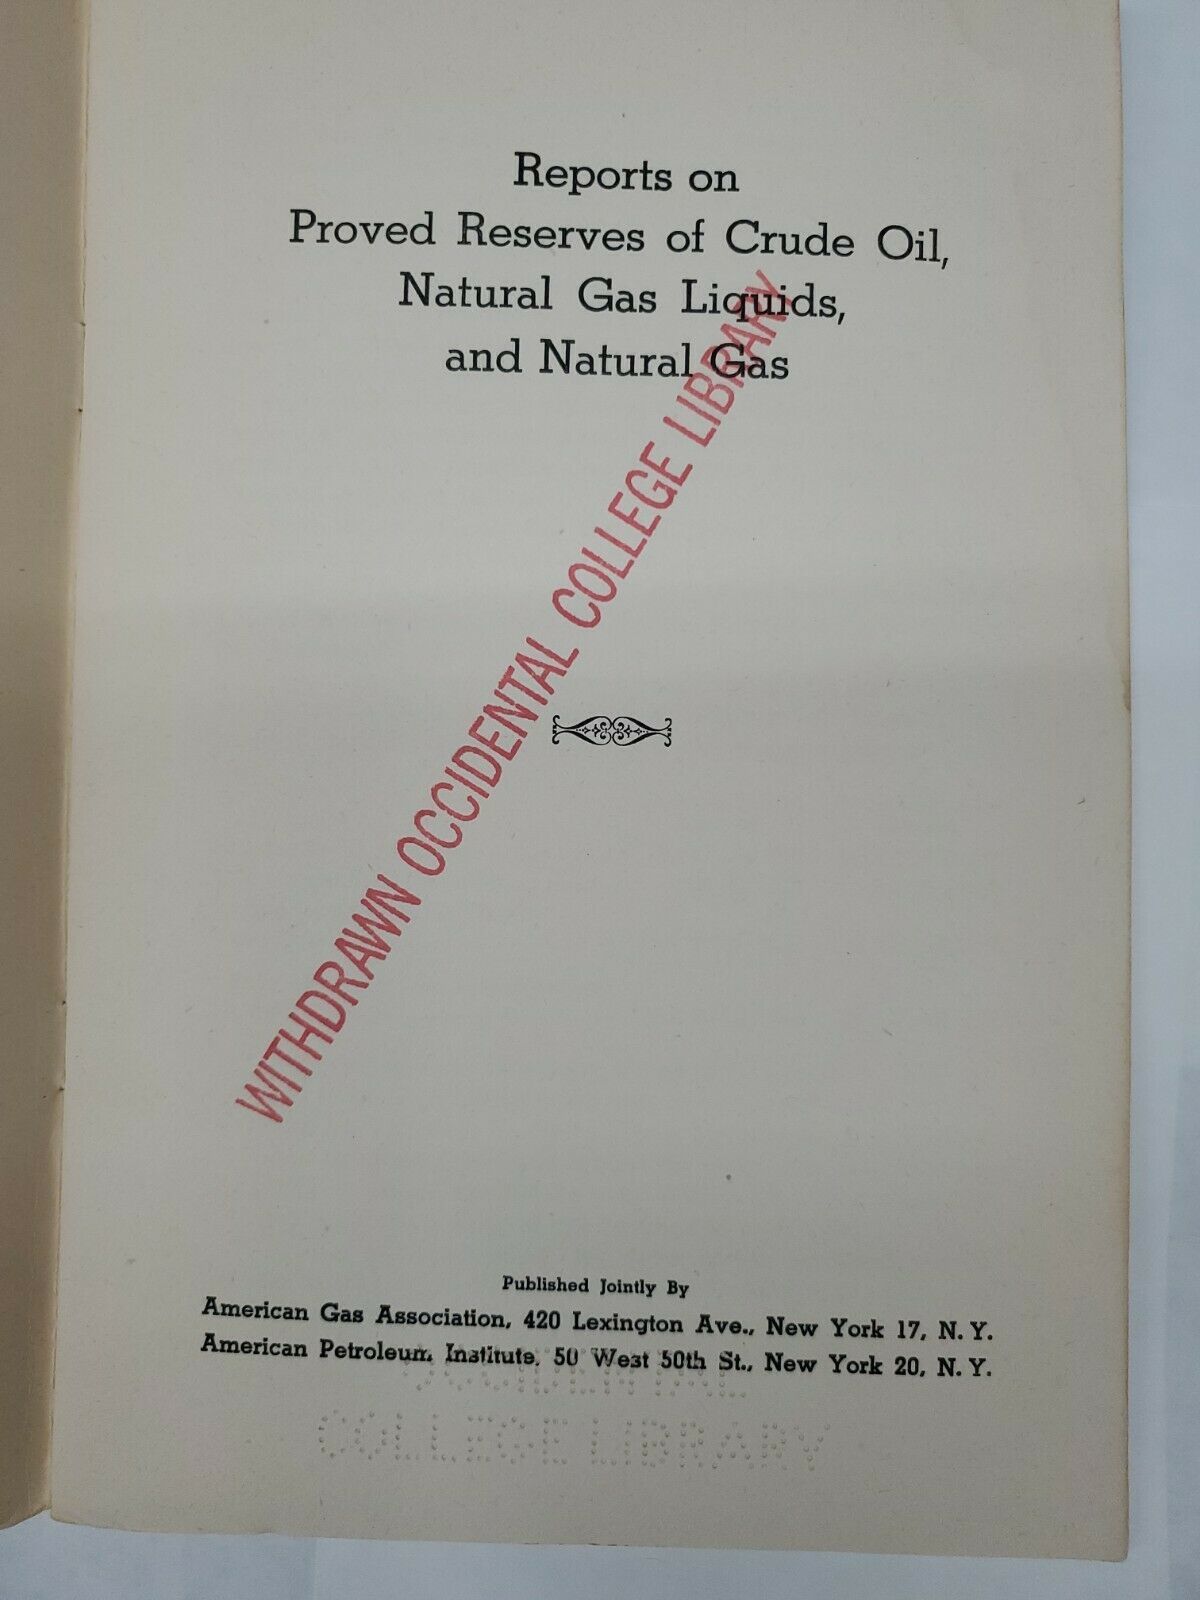 Reports on
Proved Reserves of Crude Oil,
Natural Gas Liquids,
and Natural Gas
WITHDRAWN OCCIDENTAL COLLEGE LIBRARY
Published Jointly By
American Gas Association, 420 Lexington Ave., New York 17, N. Y.
American Petroleum Institute, 50 West 50th St., New York 20, N. Y.
OCCIDENTAL
COLLEGE LIBRARY